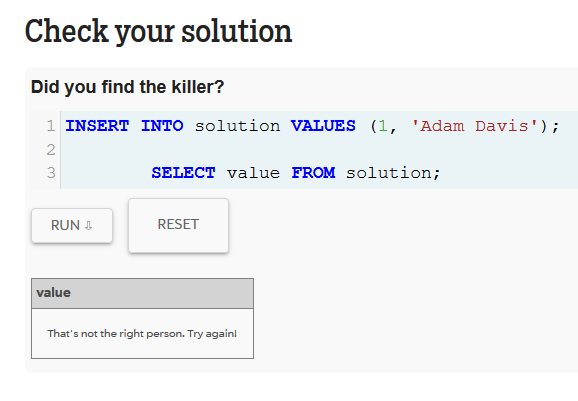 Check your solution
Did you find the killer?
1 INSERT INTO solution VALUES (1, 'Adam Davis');
2
3 SELECT value FROM solution;
RUN ⇩
RESET
value
That's not the right person. Try again!